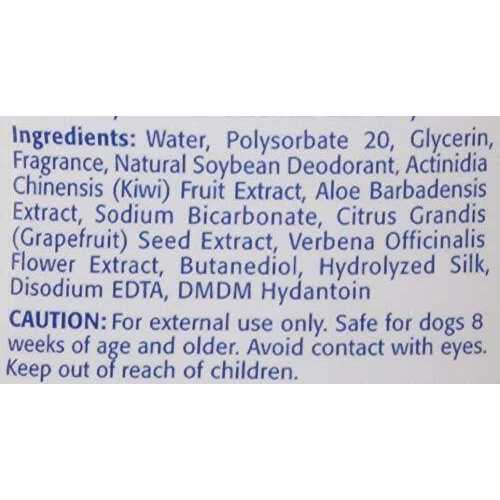 Ingredients: Water, Polysorbate 20, Glycerin,
Fragrance, Natural Soybean Deodorant, Actinidia
Chinensis (Kiwi) Fruit Extract, Aloe Barbadensis
Extract, Sodium Bicarbonate, Citrus Grandis
(Grapefruit) Seed Extract, Verbena Officinalis
Flower Extract, Butanediol, Hydrolyzed Silk,
Disodium EDTA, DMDM Hydantoin
CAUTION: For external use only. Safe for dogs 8
weeks of age and older. Avoid contact with eyes.
Keep out of reach of children.